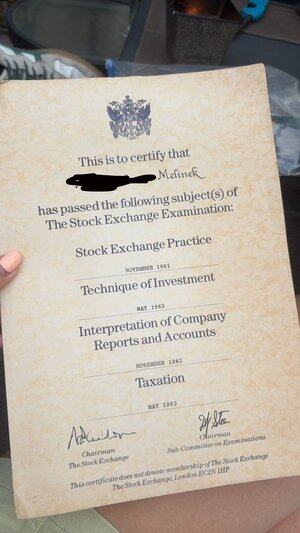 This is to certify that
Molinek
has passed the following subject(s) of
The Stock Exchange Examination:
Stock Exchange Practice
NOVEMBER 1981
Technique of Investment
MAY 1982
Interpretation of Company
Reports and Accounts
NOVEMBER 1982
Taxation
MAY 1982
Chairman
The Stock Exchange
Chairman
Sub-Committee on Examinations
This certificate does not denote membership of The Stock Exchange
The Stock Exchange, London EC2N 1HP